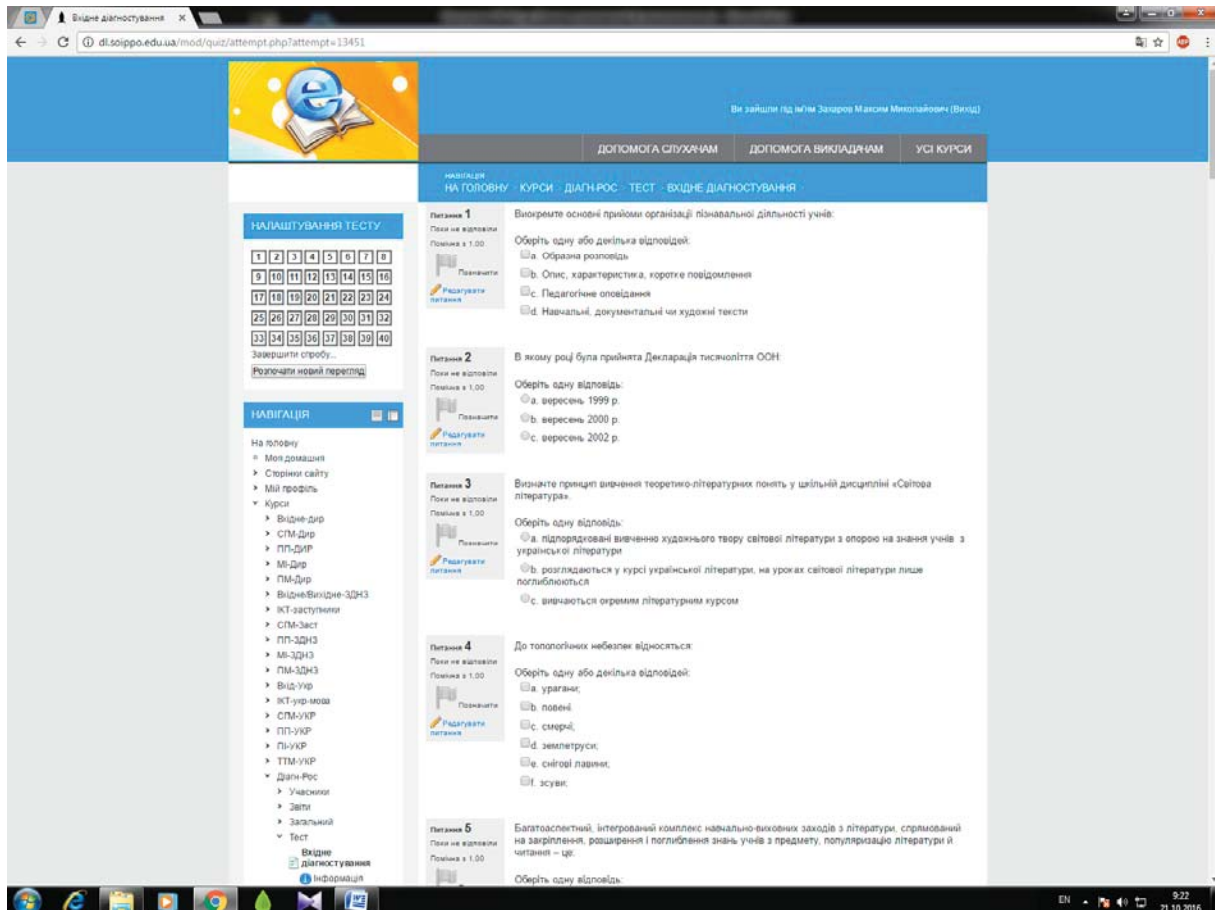 Вхідне діагностування
dl.soippo.edu.ua/mod/quiz/attempt.php?attempt=13451
Ви зайшли під ім'ям Захаров Максим Миколайович (Вихід)
ДОПОМОГА СЛУХАЧАМ ДОПОМОГА ВИКЛАДАЧАМ УСІ КУРСИ
НАВІГАЦІЯ
НА ГОЛОВНУ КУРСИ ДІАГН-РОС ТЕСТ ВХІДНЕ ДІАГНОСТУВАННЯ
НАЛАШТУВАННЯ ТЕСТУ
1 2 3 4 5 6 7 8
9 10 11 12 13 14 15 16
17 18 19 20 21 22 23 24
25 26 27 28 29 30 31 32
33 34 35 36 37 38 39 40
Завершити спробу...
Розпочати новий перегляд
НАВІГАЦІЯ
На головну
Моя домашня
Сторінки сайту
Мій профіль
Курси
Вхідне-дир
СГМ-Дир
ПП-ДИР
МІ-Дир
ПМ-Дир
Вхідне/Вихідне-ЗДНЗ
ІКТ-заступники
СГМ-Заст
ПП-ЗДНЗ
МІ-ЗДНЗ
ПМ-ЗДНЗ
Вхід-Укр
ІКТ-укр-мова
СГМ-УКР
ПП-УКР
ПІ-УКР
ТТМ-УКР
Діагн-Рос
Учасники
Звіти
Загальний
Тест
Вхідне
діагностування
Інформація
Питання 1
Поки не відповіли
Позначити
Редагувати
питання
Виокремте основні прийоми організації пізнавальної діяльності учнів:
Оберіть одну або декілька відповідей:
a. Образна розповідь
b. Опис, характеристика, коротке повідомлення
c. Педагогічне оповідання
d. Навчальні, документальні чи художні тексти
Питання 2
Поки не відповіли
Позначити
Редагувати
питання
В якому році була прийнята Декларація тисячоліття ООН:
Оберіть одну відповідь:
a. вересень 1999 р.
b. вересень 2000 р.
c. вересень 2002 р.
Питання 3
Поки не відповіли
Позначити
Редагувати
питання
Визначте принцип вивчення теоретико-літературних понять у шкільній дисципліні «Світова
література».
Оберіть одну відповідь:
a. підпорядковані вивченню художнього твору світової літератури з опорою на знання учнів з
української літератури
b. розглядаються у курсі української літератури, на уроках світової літератури лише
поглиблюються
c. вивчаються окремим літературним курсом
Питання 4
Поки не відповіли
Позначити
Редагувати
питання
До топологічних небезпек відносяться:
Оберіть одну або декілька відповідей:
a. урагани;
b. повені.
c. смерчі;
d. землетруси;
e. снігові лавини;
f. зсуви;
Питання 5
Поки не відповіли
Багатоаспектний, інтегрований комплекс навчально-виховних заходів з літератури, спрямований
на закріплення, розширення і поглиблення знань учнів з предмету, популяризацію літератури й
читання – це:
Оберіть одну відповідь:
EN 9:22
21.10.2016